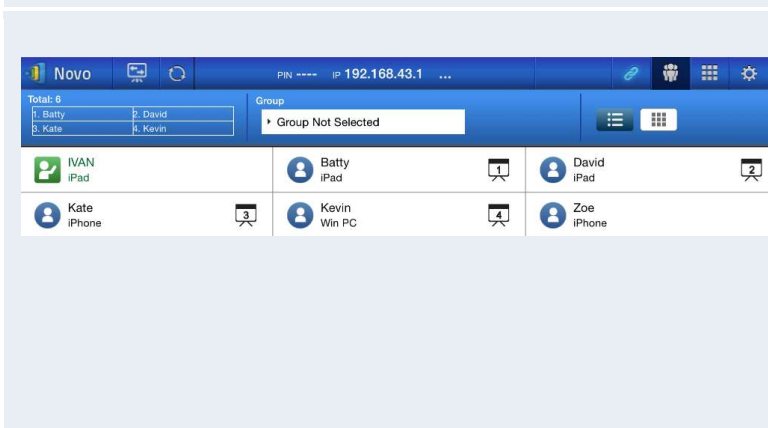 Novo PIN ---- IP 192.168.43.1 ...
Total: 6 Group
1. Batty 2. David
3. Kate 4. Kevin
Group Not Selected
IVAN
iPad
Batty
iPad
1
David
iPad
2
Kate
iPhone
3
Kevin
Win PC
4
Zoe
iPhone